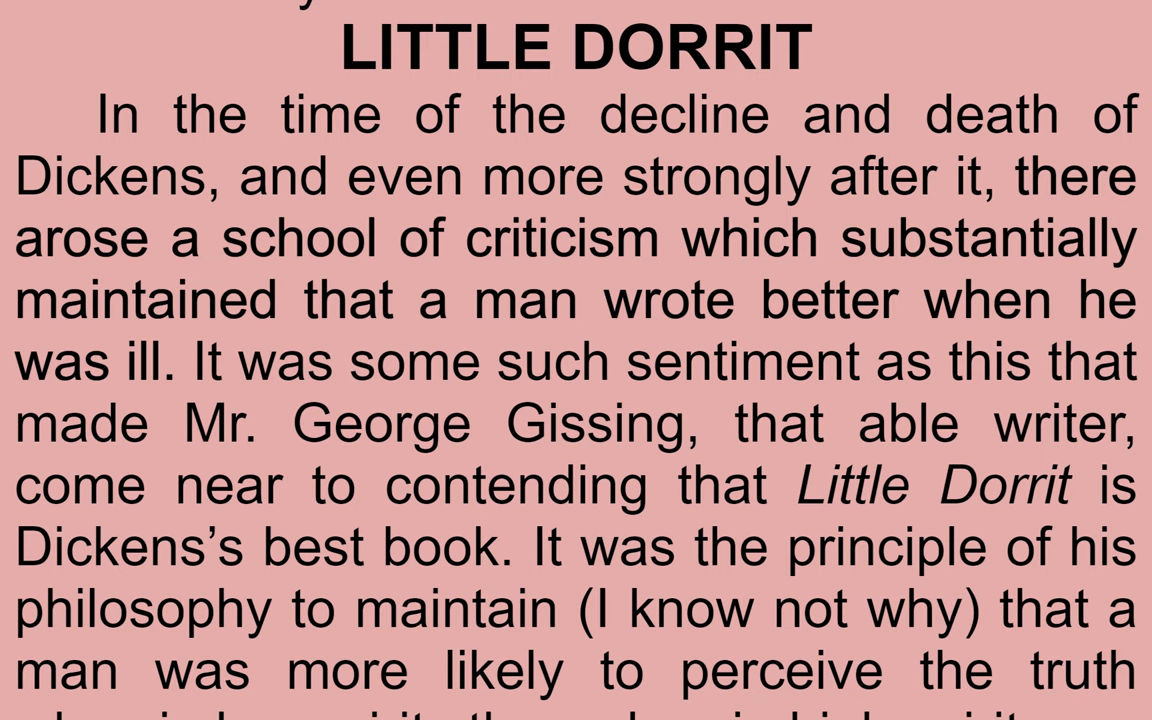 LITTLE DORRIT
In the time of the decline and death of
Dickens, and even more strongly after it, there
arose a school of criticism which substantially
maintained that a man wrote better when he
was ill. It was some such sentiment as this that
made Mr. George Gissing, that able writer,
come near to contending that Little Dorrit is
Dickens’s best book. It was the principle of his
philosophy to maintain (I know not why) that a
man was more likely to perceive the truth